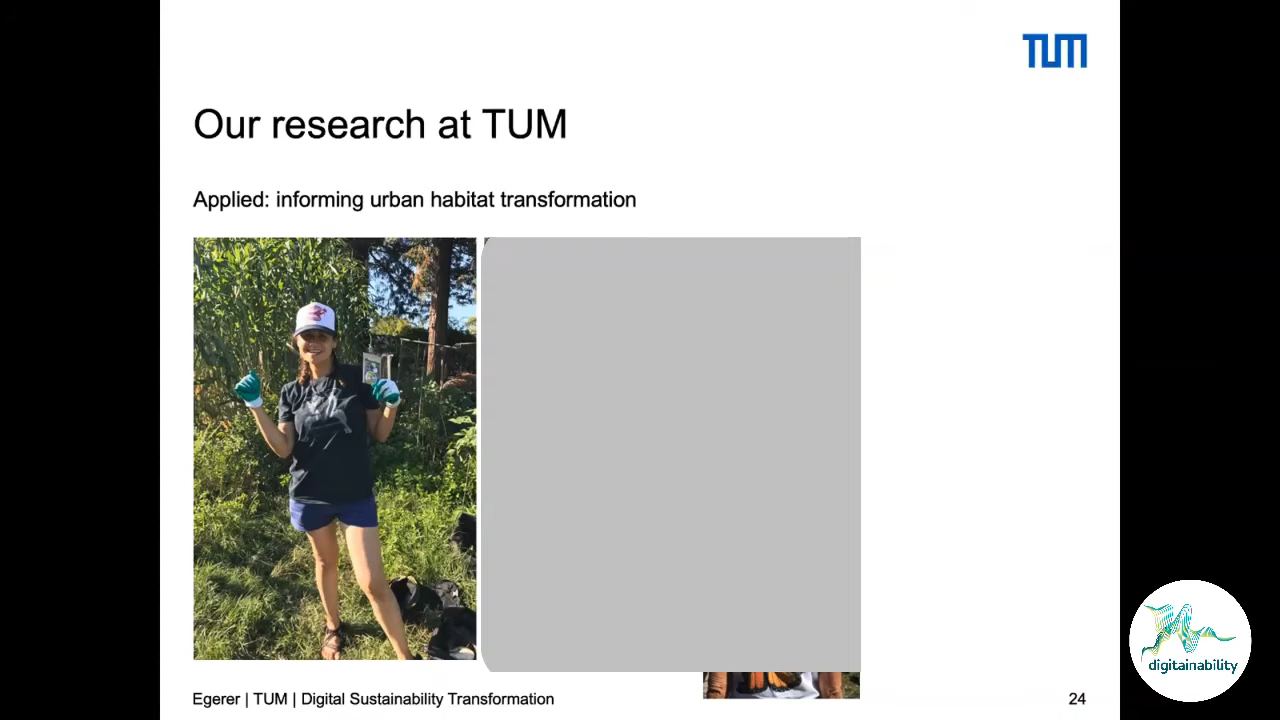 TUM
Our research at TUM
Applied: informing urban habitat transformation
Egerer | TUM | Digital Sustainability Transformation
24
digitainability